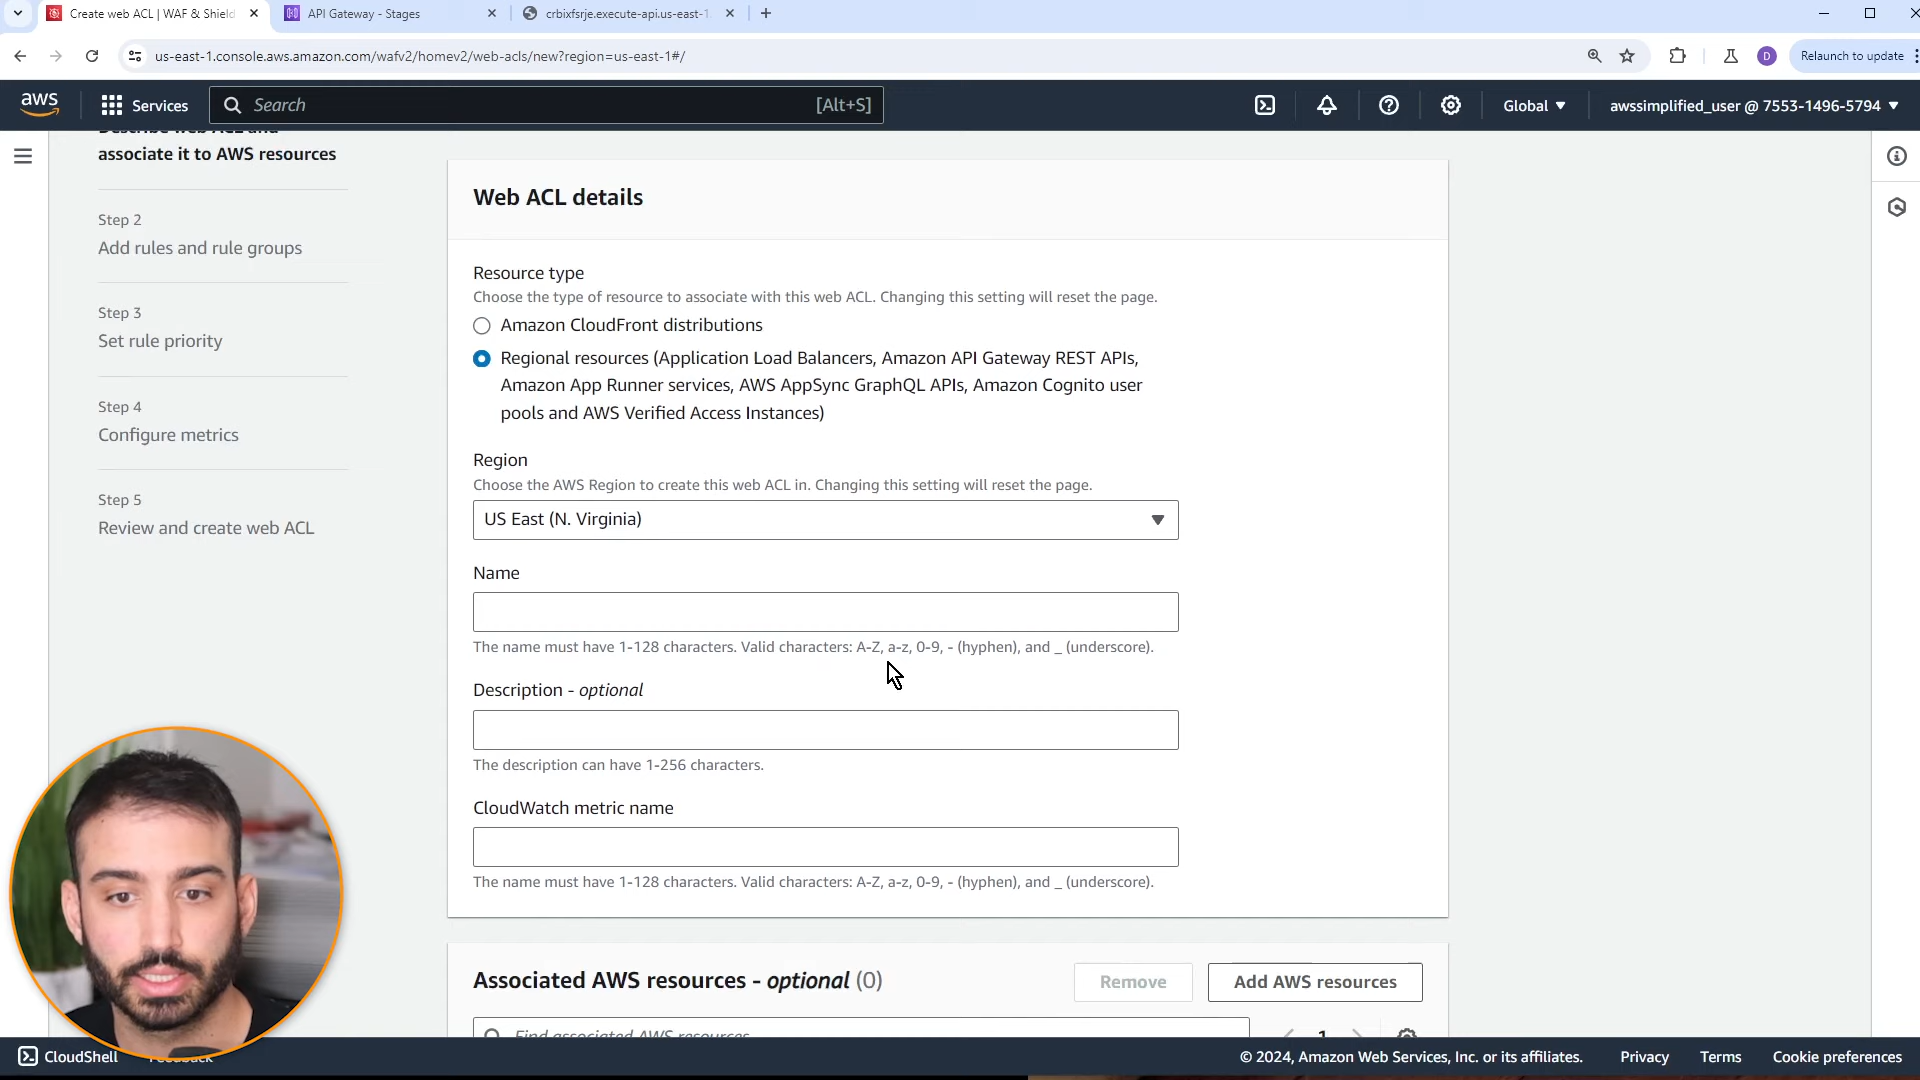 Create web ACL | WAF & Shield
API Gateway - Stages
crbixfsrje.execute-api.us-east-1
us-east-1.console.aws.amazon.com/wafv2/homev2/web-acls/new?region=us-east-1#/
Relaunch to update
D
aws
Services
Search
[Alt+S]
Global
awssimplified_user @ 7553-1496-5794
Describe web ACL and
associate it to AWS resources
Step 2
Add rules and rule groups
Step 3
Set rule priority
Step 4
Configure metrics
Step 5
Review and create web ACL
Web ACL details
Resource type
Choose the type of resource to associate with this web ACL. Changing this setting will reset the page.
Amazon CloudFront distributions
Regional resources (Application Load Balancers, Amazon API Gateway REST APIs,
Amazon App Runner services, AWS AppSync GraphQL APIs, Amazon Cognito user
pools and AWS Verified Access Instances)
Region
Choose the AWS Region to create this web ACL in. Changing this setting will reset the page.
US East (N. Virginia)
Name
The name must have 1-128 characters. Valid characters: A-Z, a-z, 0-9, - (hyphen), and _ (underscore).
Description - optional
The description can have 1-256 characters.
CloudWatch metric name
The name must have 1-128 characters. Valid characters: A-Z, a-z, 0-9, - (hyphen), and _ (underscore).
Associated AWS resources - optional (0)
Remove
Add AWS resources
Find associated AWS resources
1
CloudShell
Feedback
© 2024, Amazon Web Services, Inc. or its affiliates.
Privacy
Terms
Cookie preferences